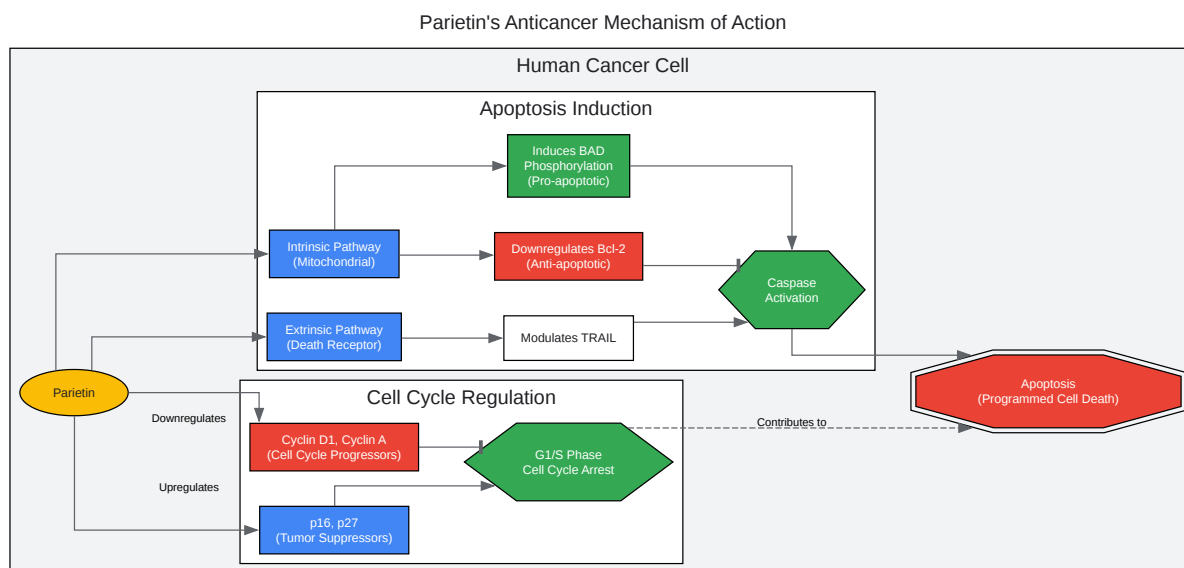 Parietin's Anticancer Mechanism of Action
Human Cancer Cell
Apoptosis Induction
Induces BAD
Phosphorylation
(Pro-apoptotic)
Intrinsic Pathway
(Mitochondrial)
Downregulates Bcl-2
(Anti-apoptotic)
Caspase
Activation
Extrinsic Pathway
(Death Receptor)
Modulates TRAIL
Parietin
Apoptosis
(Programmed Cell Death)
Cell Cycle Regulation
Downregulates
Contributes to
Cyclin D1, Cyclin A
(Cell Cycle Progressors)
G1/S Phase
Cell Cycle Arrest
Upregulates
p16, p27
(Tumor Suppressors)